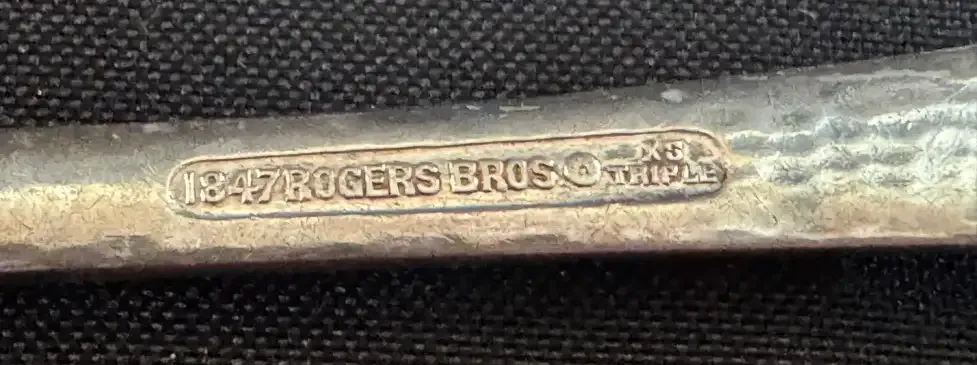 1847 ROGERS BROS.
XS
TRIPLE